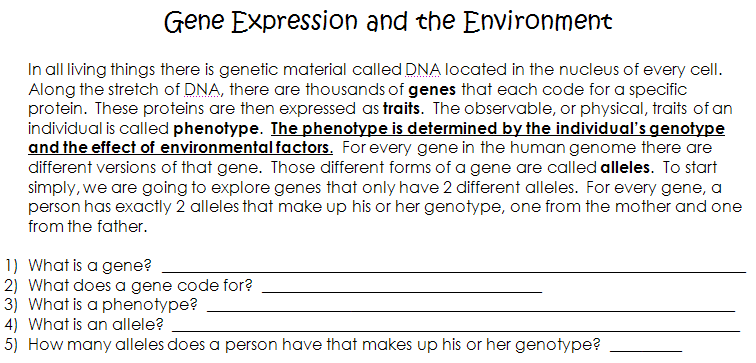 Gene Expression and the Environment
In all living things there is genetic material called DNA located in the nucleus of every cell.
Along the stretch of DNA, there are thousands of genes that each code for a specific
protein.  These proteins are then expressed as traits.  The observable, or physical, traits of an
individual is called phenotype.  The phenotype is determined by the individual's genotype
and the effect of environmental factors.  For every gene in the human genome there are
different versions of that gene.  Those different forms of a gene are called alleles.  To start
simply, we are going to explore genes that only have 2 different alleles.  For every gene, a
person has exactly 2 alleles that make up his or her genotype, one from the mother and one
from the father.
1) What is a gene? ______________________________
2) What does a gene code for? ______________________________
3) What is a phenotype? ______________________________
4) What is an allele? ______________________________
5) How many alleles does a person have that makes up his or her genotype? ________